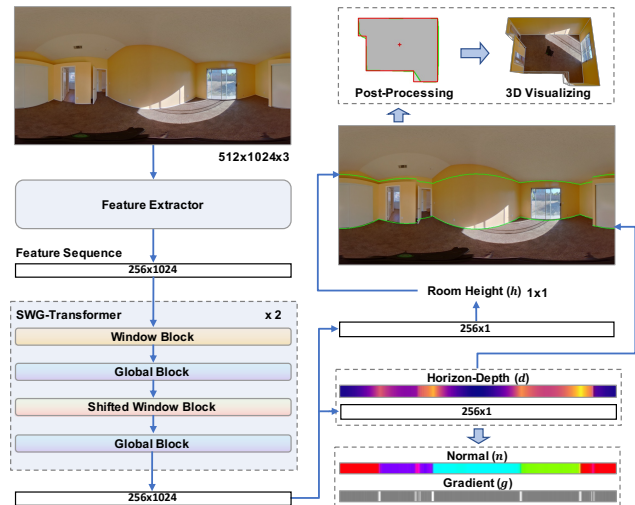 512x1024x3
Feature Extractor
Feature Sequence
256x1024
SWG-Transformer
x 2
Window Block
Global Block
Shifted Window Block
Global Block
256x1024
Post-Processing
3D Visualizing
Room Height (h) 1x1
256x1
Horizon-Depth (d)
256x1
Normal (n)
Gradient (g)